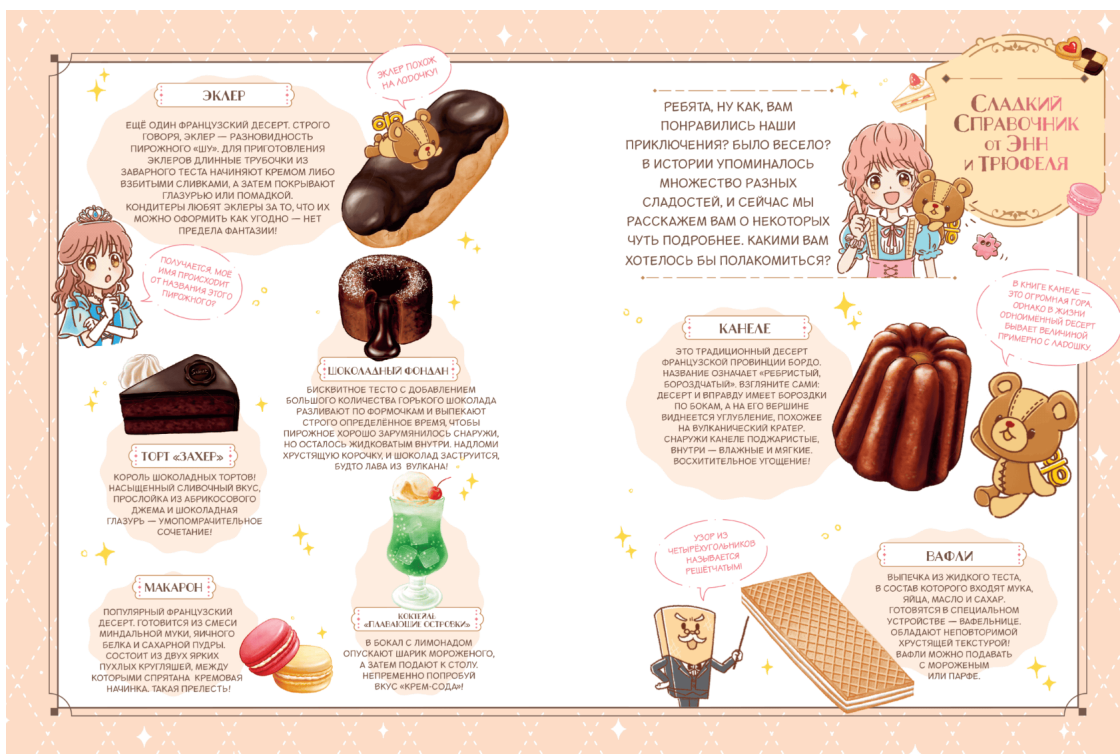 ЭКЛЕР
ЕЩЁ ОДИН ФРАНЦУЗСКИЙ ДЕСЕРТ. СТРОГО
ГОВОРЯ, ЭКЛЕР — РАЗНОВИДНОСТЬ
ПИРОЖНОГО «ШУ». ДЛЯ ПРИГОТОВЛЕНИЯ
ЭКЛЕРОВ ДЛИННЫЕ ТРУБОЧКИ ИЗ
ЗАВАРНОГО ТЕСТА НАЧИНЯЮТ КРЕМОМ ЛИБО
ВЗБИТЫМИ СЛИВКАМИ, А ЗАТЕМ ПОКРЫВАЮТ
ГЛАЗУРЬЮ ИЛИ ПОМАДКОЙ.
КОНДИТЕРЫ ЛЮБЯТ ЭКЛЕРЫ ЗА ТО, ЧТО ИХ
МОЖНО ОФОРМИТЬ КАК УГОДНО — НЕТ
ПРЕДЕЛА ФАНТАЗИИ!
ЭКЛЕР ПОХОЖ
НА ЛОДОЧКУ!
ПОЛУЧАЕТСЯ, МОЁ
ИМЯ ПРОИСХОДИТ
ОТ НАЗВАНИЯ ЭТОГО
ПИРОЖНОГО?
ШОКОЛАДНЫЙ ФОНДАН
БИСКВИТНОЕ ТЕСТО С ДОБАВЛЕНИЕМ
БОЛЬШОГО КОЛИЧЕСТВА ГОРЬКОГО ШОКОЛАДА
РАЗЛИВАЮТ ПО ФОРМОЧКАМ И ВЫПЕКАЮТ
СТРОГО ОПРЕДЕЛЁННОЕ ВРЕМЯ, ЧТОБЫ
ПИРОЖНОЕ ХОРОШО ЗАРУМЯНИЛОСЬ СНАРУЖИ,
НО ОСТАЛОСЬ ЖИДКОВАТЫМ ВНУТРИ. НАДЛОМИ
ХРУСТЯЩУЮ КОРОЧКУ, И ШОКОЛАД ЗАСТРУИТСЯ,
БУДТО ЛАВА ИЗ ВУЛКАНА!
ТОРТ «ЗАХЕР»
КОРОЛЬ ШОКОЛАДНЫХ ТОРТОВ!
НАСЫЩЕННЫЙ СЛИВОЧНЫЙ ВКУС,
ПРОСЛОЙКА ИЗ АБРИКОСОВОГО
ДЖЕМА И ШОКОЛАДНАЯ
ГЛАЗУРЬ — УМОПОМРАЧИТЕЛЬНОЕ
СОЧЕТАНИЕ!
МАКАРОН
ПОПУЛЯРНЫЙ ФРАНЦУЗСКИЙ
ДЕСЕРТ. ГОТОВИТСЯ ИЗ СМЕСИ
МИНДАЛЬНОЙ МУКИ, ЯИЧНОГО
БЕЛКА И САХАРНОЙ ПУДРЫ.
СОСТОИТ ИЗ ДВУХ ЯРКИХ
ПУХЛЫХ КРУГЛЯШЕЙ, МЕЖДУ
КОТОРЫМИ СПРЯТАНА КРЕМОВАЯ
НАЧИНКА. ТАКАЯ ПРЕЛЕСТЬ!
КОКТЕЙЛЬ
«ПЛАВАЮЩИЕ ОСТРОВКИ»
В БОКАЛ С ЛИМОНАДОМ
ОПУСКАЮТ ШАРИК МОРОЖЕНОГО,
А ЗАТЕМ ПОДАЮТ К СТОЛУ.
НЕПРЕМЕННО ПОПРОБУЙ
ВКУС «КРЕМ-СОДА»!
СЛАДКИЙ
СПРАВОЧНИК
ОТ ЭНН
И ТРЮФЕЛЯ
РЕБЯТА, НУ КАК, ВАМ
ПОНРАВИЛИСЬ НАШИ
ПРИКЛЮЧЕНИЯ? БЫЛО ВЕСЕЛО?
В ИСТОРИИ УПОМИНАЛОСЬ
МНОЖЕСТВО РАЗНЫХ
СЛАДОСТЕЙ, И СЕЙЧАС МЫ
РАССКАЖЕМ ВАМ О НЕКОТОРЫХ
ЧУТЬ ПОДРОБНЕЕ. КАКИМИ ВАМ
ХОТЕЛОСЬ БЫ ПОЛАКОМИТЬСЯ?
КАНЕЛЕ
ЭТО ТРАДИЦИОННЫЙ ДЕСЕРТ
ФРАНЦУЗСКОЙ ПРОВИНЦИИ БОРДО.
НАЗВАНИЕ ОЗНАЧАЕТ «РЕБРИСТЫЙ,
БОРОЗДЧАТЫЙ». ВЗГЛЯНИТЕ САМИ:
ДЕСЕРТ И ВПРАВДУ ИМЕЕТ БОРОЗДКИ
ПО БОКАМ, А НА ЕГО ВЕРШИНЕ
ВИДНЕЕТСЯ УГЛУБЛЕНИЕ, ПОХОЖЕЕ
НА ВУЛКАНИЧЕСКИЙ КРАТЕР.
СНАРУЖИ КАНЕЛЕ ПОДЖАРИСТЫЕ,
ВНУТРИ — ВЛАЖНЫЕ И МЯГКИЕ.
ВОСХИТИТЕЛЬНОЕ УГОЩЕНИЕ!
В КНИГЕ КАНЕЛЕ —
ЭТО ОГРОМНАЯ ГОРА,
ОДНАКО В ЖИЗНИ
ОДНОИМЕННЫЙ ДЕСЕРТ
БЫВАЕТ ВЕЛИЧИНОЙ
ПРИМЕРНО С ЛАДОШКУ.
УЗОР ИЗ
ЧЕТЫРЁХУГОЛЬНИКОВ
НАЗЫВАЕТСЯ
РЕШЁТЧАТЫМ!
ВАФЛИ
ВЫПЕЧКА ИЗ ЖИДКОГО ТЕСТА,
В СОСТАВ КОТОРОГО ВХОДЯТ МУКА,
ЯЙЦА, МАСЛО И САХАР.
ГОТОВЯТСЯ В СПЕЦИАЛЬНОМ
УСТРОЙСТВЕ — ВАФЕЛЬНИЦЕ.
ОБЛАДАЮТ НЕПОВТОРИМОЙ
ХРУСТЯЩЕЙ ТЕКСТУРОЙ!
ВАФЛИ МОЖНО ПОДАВАТЬ
С МОРОЖЕНЫМ
ИЛИ ПАРФЕ.